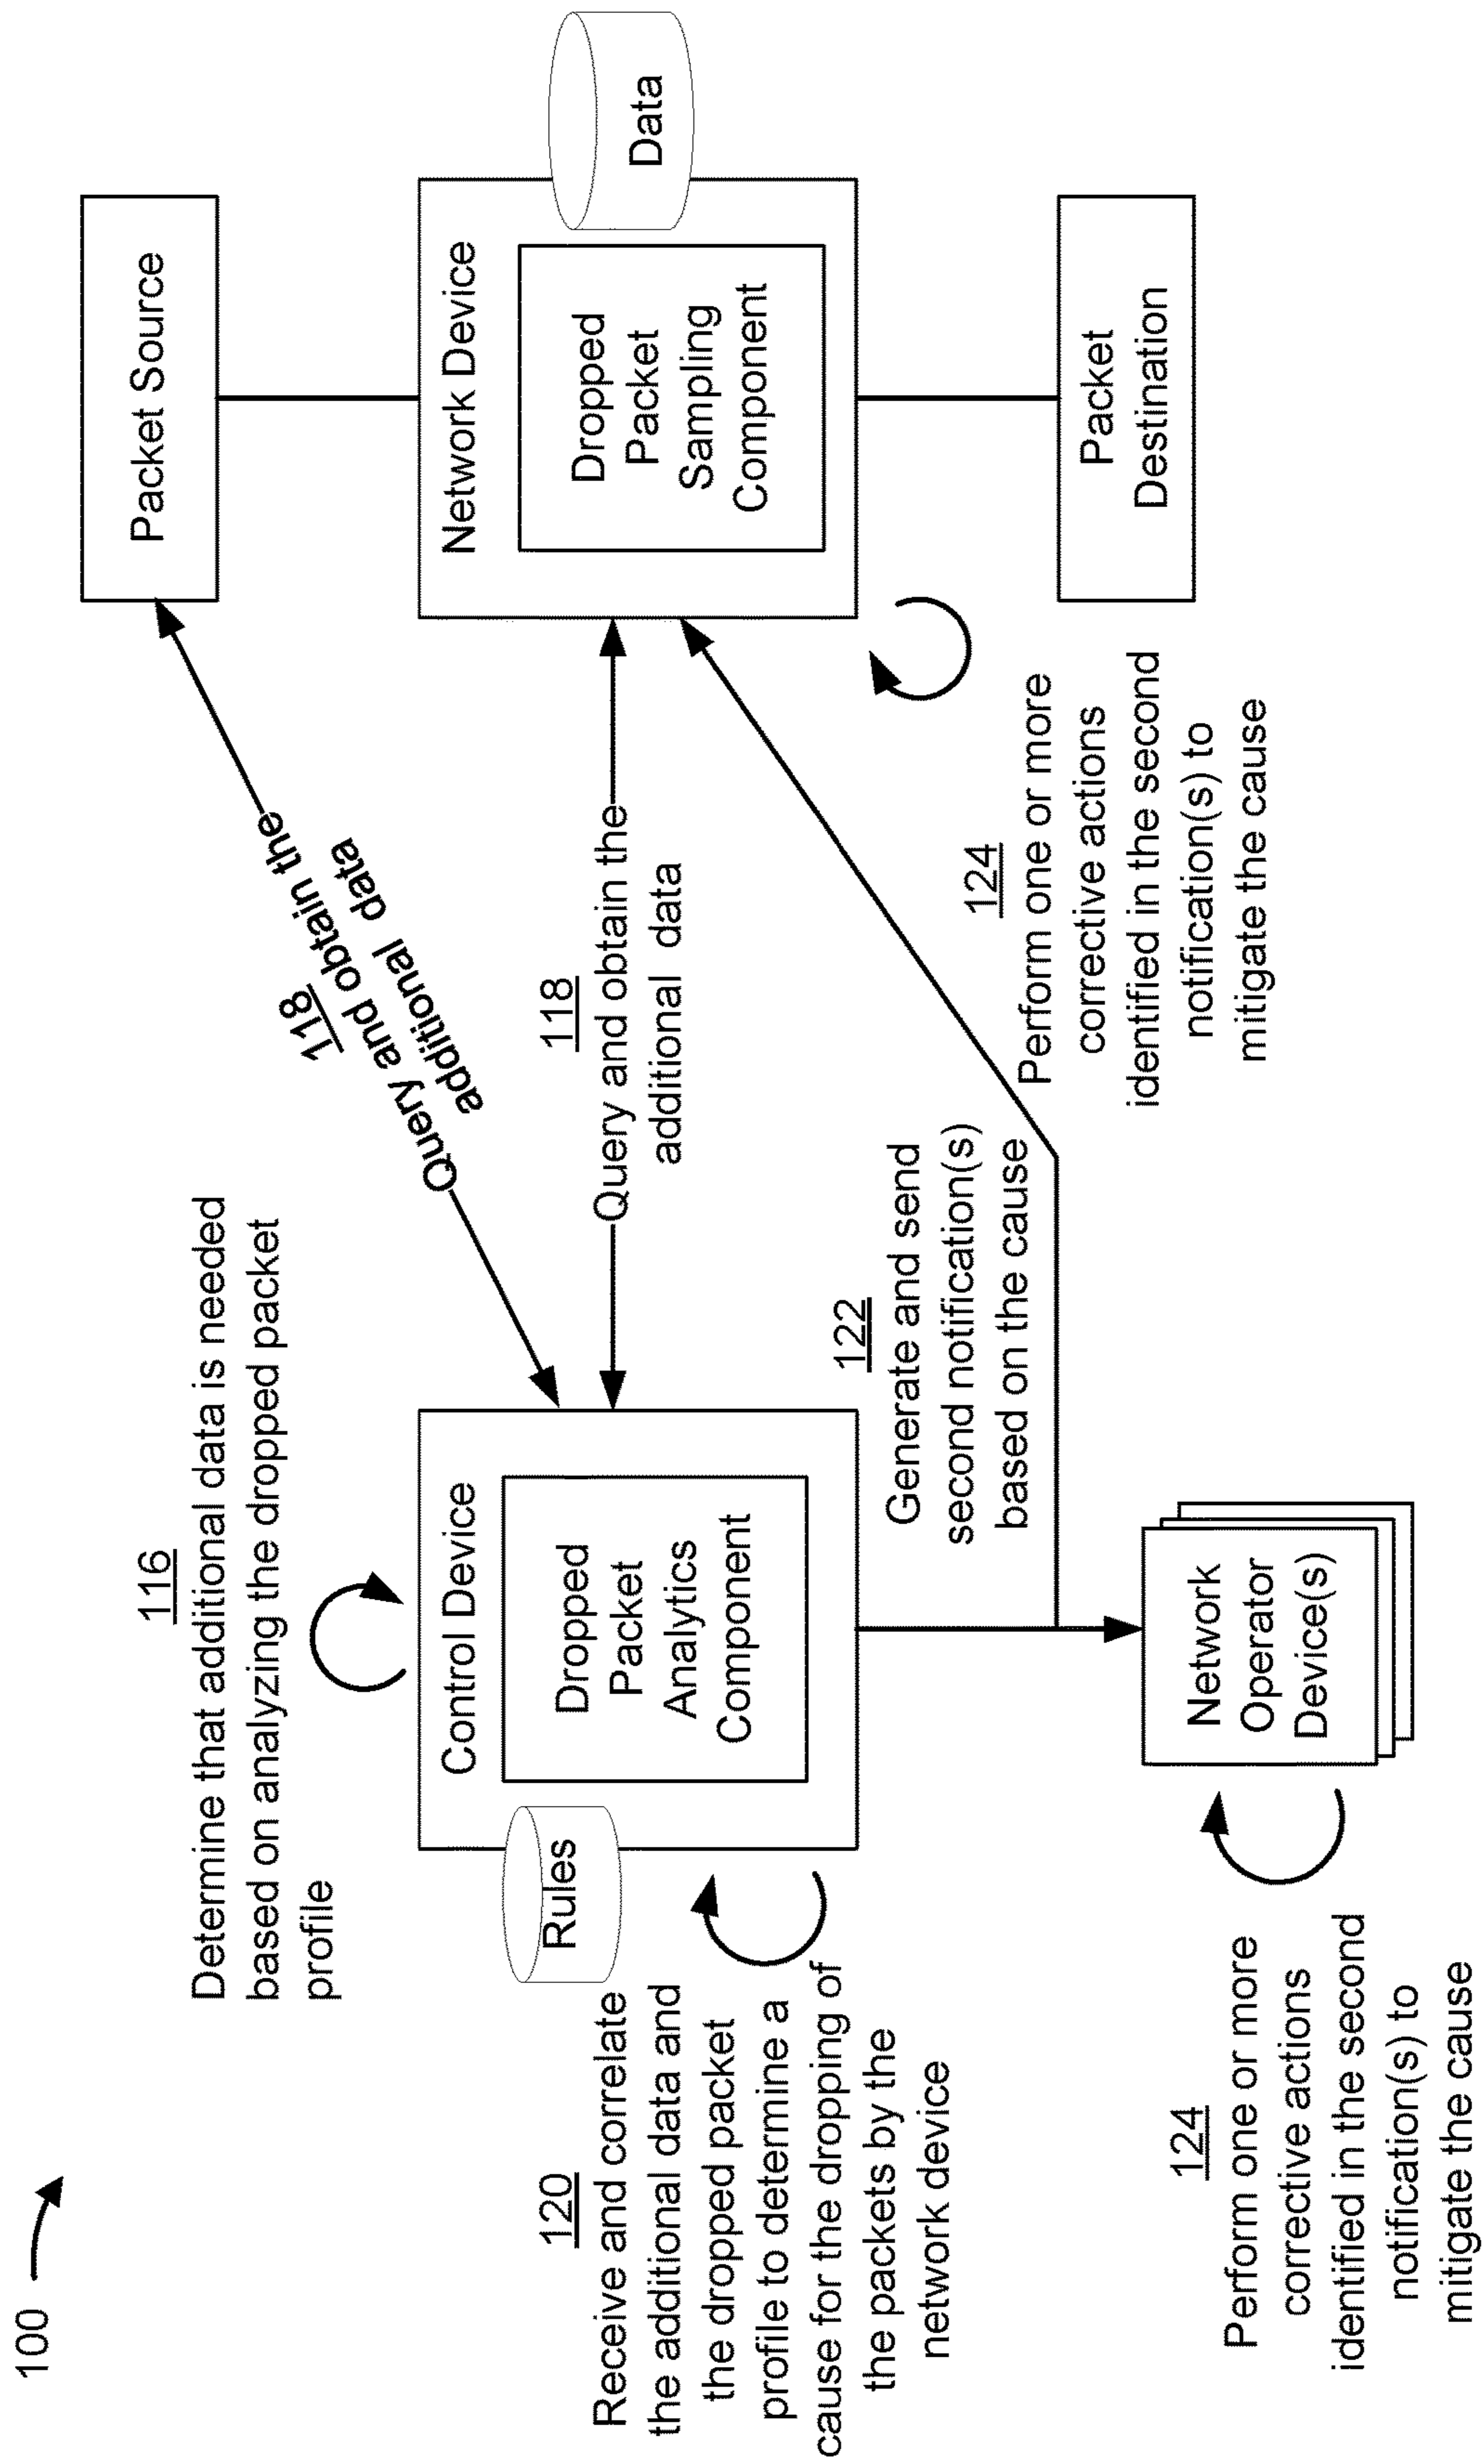 100
116
Determine that additional data is needed
based on analyzing the dropped packet
profile
Packet Source
118
Query and obtain the
additional data
Control Device
Dropped
Packet
Analytics
Component
Rules
118
Query and obtain the
additional data
Network Device
Dropped
Packet
Sampling
Component
Data
120
Receive and correlate
the additional data and
the dropped packet
profile to determine a
cause for the dropping of
the packets by the
network device
122
Generate and send
second notification(s)
based on the cause
124
Perform one or more
corrective actions
identified in the second
notification(s) to
mitigate the cause
Packet
Destination
Network
Operator
Device(s)
124
Perform one or more
corrective actions
identified in the second
notification(s) to
mitigate the cause